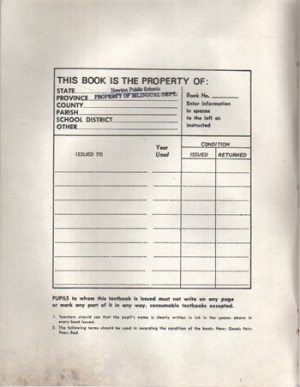 THIS BOOK IS THE PROPERTY OF:
STATE Newton Public Schools
PROVINCE PROPERTY OF BILINGUAL DEPT.
COUNTY
PARISH
SCHOOL DISTRICT
OTHER
Book No.
Enter information
in spaces
to the left as
instructed
ISSUED TO
Year
Used
CONDITION
ISSUED
RETURNED
PUPILS to whom this textbook is issued must not write on any page
or mark any part of it in any way, consumable textbooks excepted.
1. Teachers should see that the pupil's name is clearly written in ink in the spaces above in
every book issued.
2. The following terms should be used in recording the condition of the book: New; Good; Fair;
Poor; Bad.